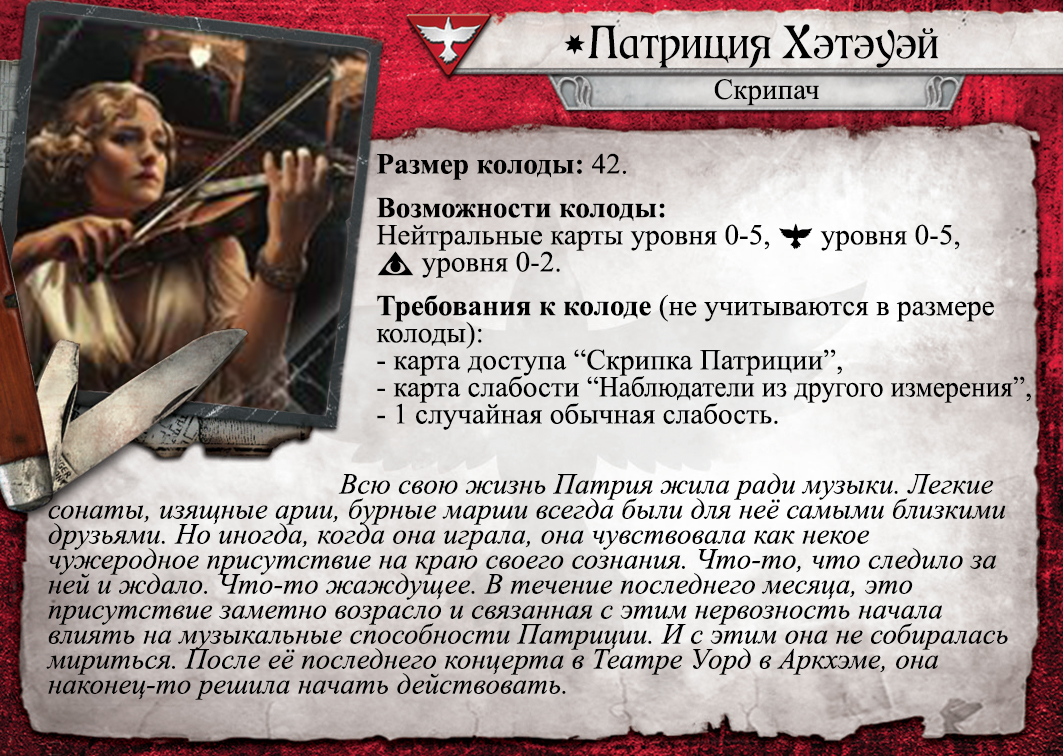 Патриция Хэтэуэй
Скрипач
Размер колоды: 42.
Возможности колоды:
Нейтральные карты уровня 0-5, уровня 0-5,
уровня 0-2.
Требования к колоде (не учитываются в размере
колоды):
- карта доступа “Скрипка Патриции”,
- карта слабости “Наблюдатели из другого измерения”,
- 1 случайная обычная слабость.
Всю свою жизнь Патрия жила ради музыки. Легкие
сонаты, изящные арии, бурные марши всегда были для неё самыми близкими
друзьями. Но иногда, когда она играла, она чувствовала как некое
чужеродное присутствие на краю своего сознания. Что-то, что следило за
ней и ждало. Что-то жаждущее. В течение последнего месяца, это
присутствие заметно возрасло и связанная с этим нервозность начала
влиять на музыкальные способности Патриции. И с этим она не собиралась
мириться. После её последнего концерта в Театре Уорд в Аркхэме, она
наконец-то решила начать действовать.